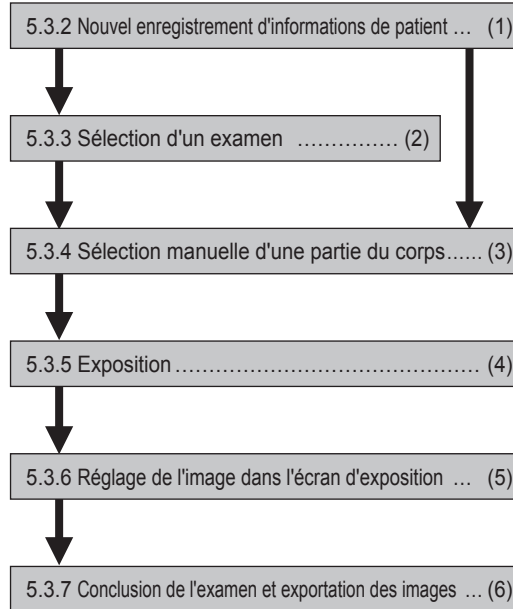 5.3.2 Nouvel enregistrement d'informations de patient … (1)
5.3.3 Sélection d'un examen …………… (2)
5.3.4 Sélection manuelle d'une partie du corps...... (3)
5.3.5 Exposition ……………………………………… (4)
5.3.6 Réglage de l'image dans l'écran d'exposition … (5)
5.3.7 Conclusion de l'examen et exportation des images … (6)